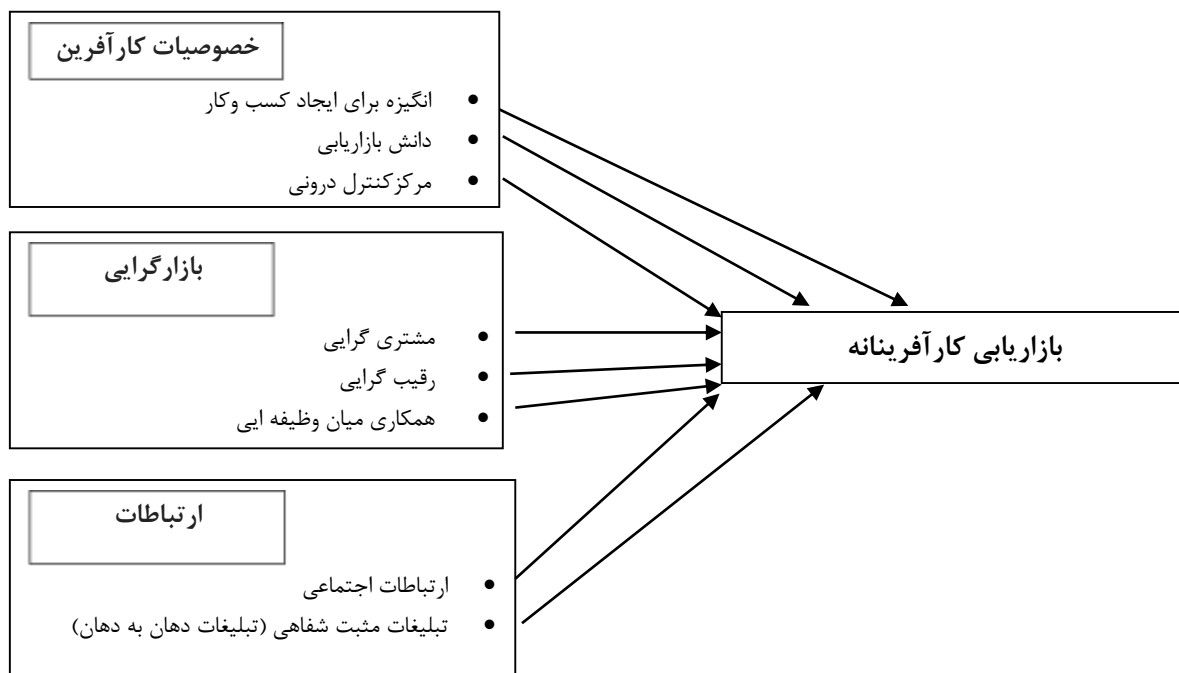 خصوصیات کارآفرین
• انگیزه برای ایجاد کسب وکار
• دانش بازاریابی
• مرکزکنترل درونی
بازارگرایی
• مشتری گرایی
• رقیب گرایی
• همکاری میان وظیفه ایی
بازاریابی کارآفرینانه
ارتباطات
• ارتباطات اجتماعی
• تبلیغات مثبت شفاهی (تبلیغات دهان به دهان)